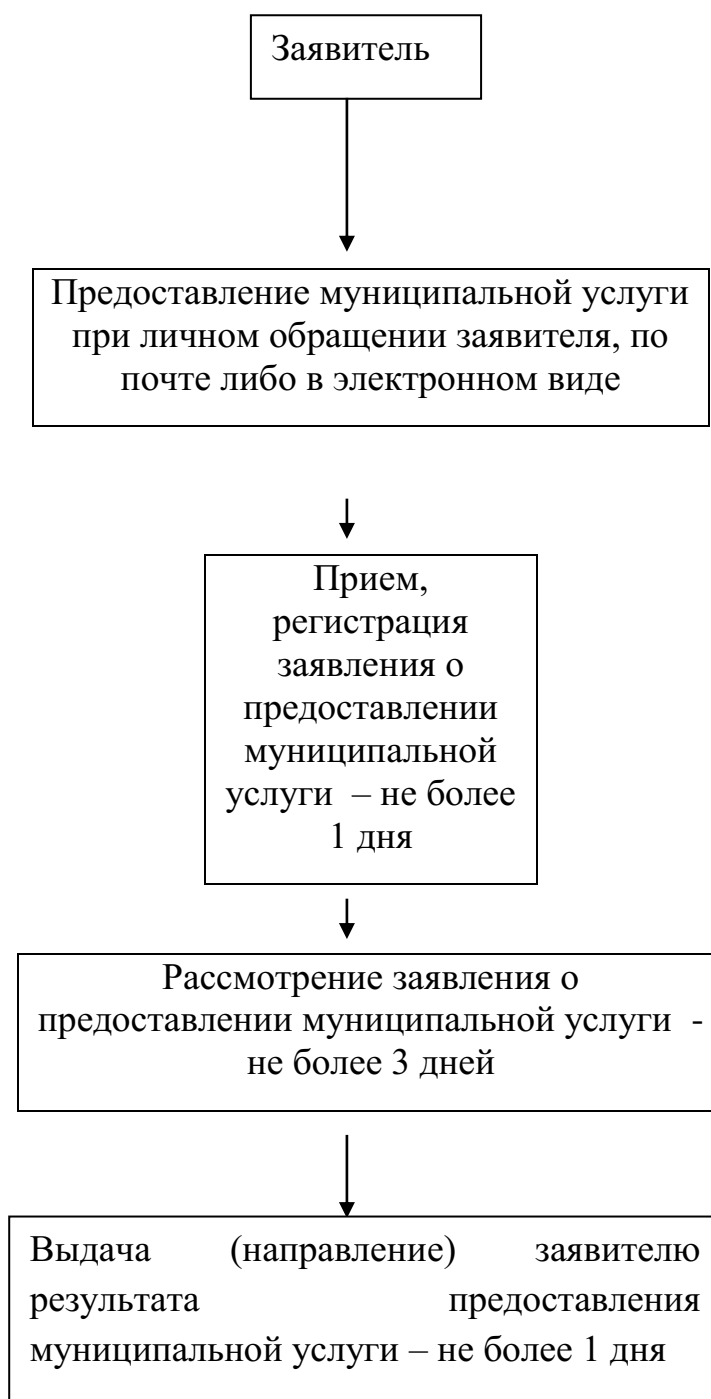 Заявитель
Предоставление муниципальной услуги
при личном обращении заявителя, по
почте либо в электронном виде
Прием,
регистрация
заявления о
предоставлении
муниципальной
услуги – не более
1 дня
Рассмотрение заявления о
предоставлении муниципальной услуги -
не более 3 дней
Выдача (направление) заявителю
результата предоставления
муниципальной услуги – не более 1 дня